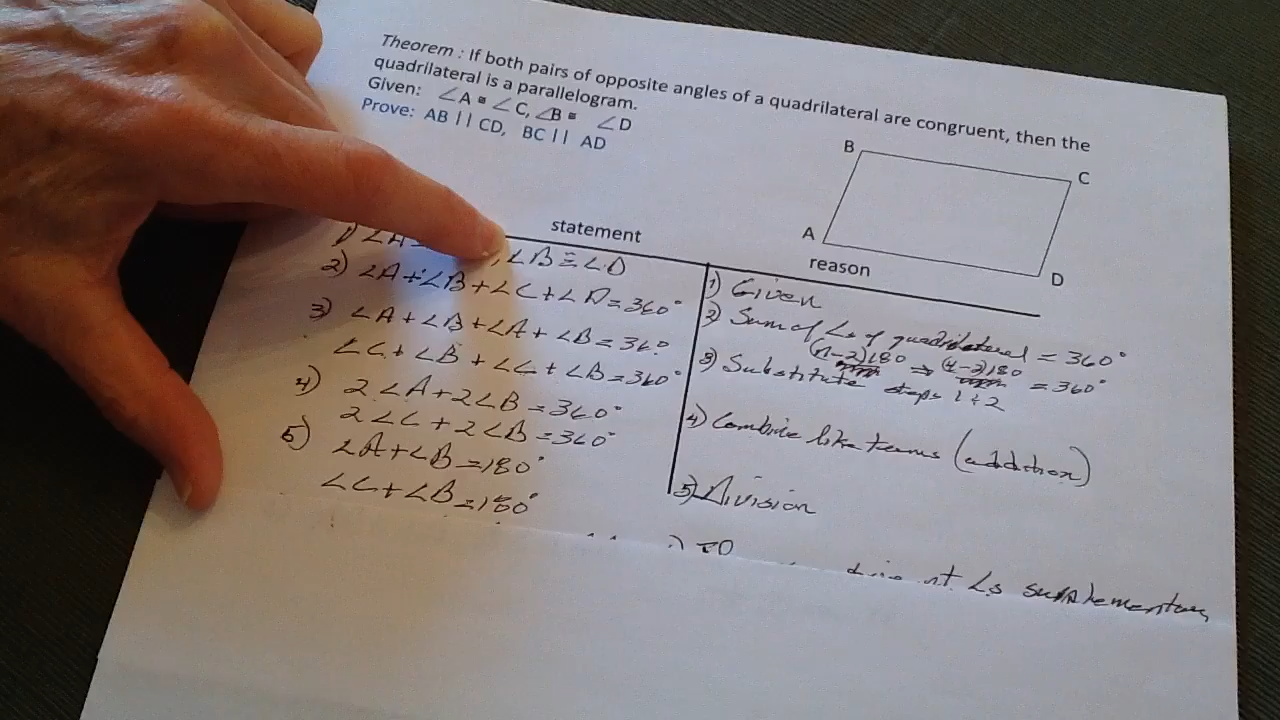 Theorem : If both pairs of opposite angles of a quadrilateral are congruent, then the
quadrilateral is a parallelogram.
Given: ∠A ≅ ∠C, ∠B ≅ ∠D
Prove: AB || CD, BC || AD
B
C
A
D
statement
reason
1) ∠A , ∠B ≅ ∠D
2) ∠A + ∠B + ∠C + ∠D = 360°
3) ∠A + ∠B + ∠A + ∠B = 360
∠C + ∠B + ∠C + ∠B = 360°
4) 2∠A + 2∠B = 360°
2∠C + 2∠B = 360°
5) ∠A + ∠B = 180°
∠C + ∠B = 180°
1) Given
2) Sum of ∠s of quadrilateral = 360°
(n-2)180 ⇒ (4-2)180 = 360°
3) Substitute steps 1 + 2
4) Combine like terms (addition)
5) Division
∠s supplementary